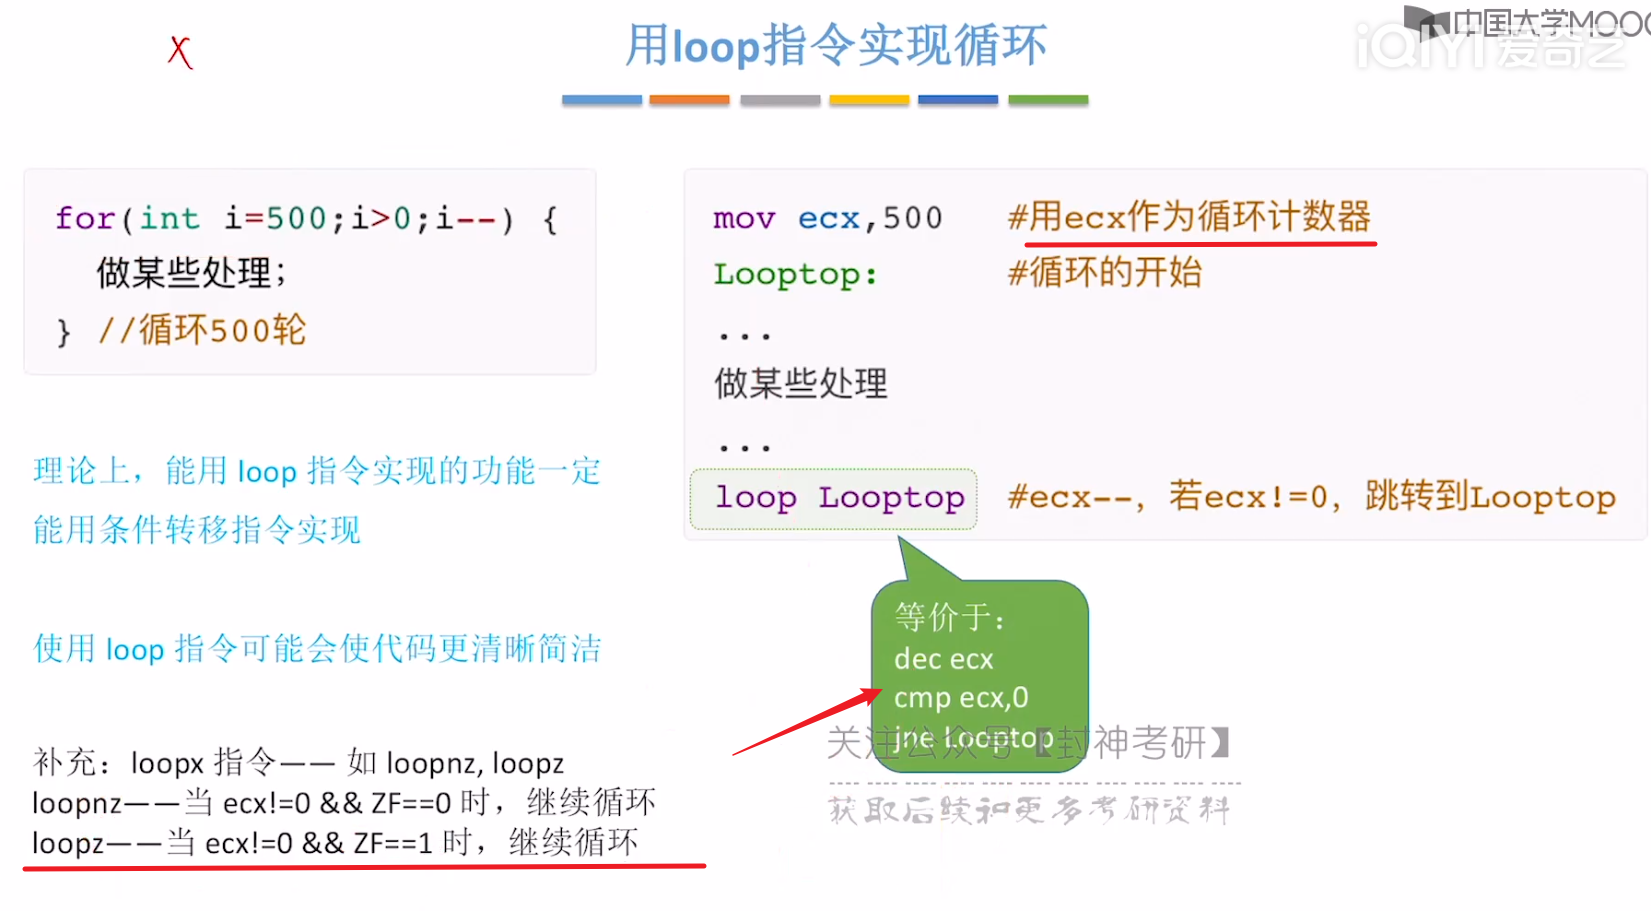 中国大学MOOC
iQIYI 爱奇艺
X
用loop指令实现循环
for(int i=500;i>0;i--) {
做某些处理;
} //循环500轮
理论上，能用 loop 指令实现的功能一定
能用条件转移指令实现
使用 loop 指令可能会使代码更清晰简洁
补充：loopx 指令—— 如 loopnz, loopz
loopnz——当 ecx!=0 && ZF==0 时，继续循环
loopz——当 ecx!=0 && ZF==1 时，继续循环
mov ecx,500 #用ecx作为循环计数器
Looptop: #循环的开始
...
做某些处理
...
loop Looptop #ecx--, 若ecx!=0, 跳转到Looptop
等价于：
dec ecx
cmp ecx,0
jne Looptop
关注公众号【封神考研】
获取后续和更多考研资料